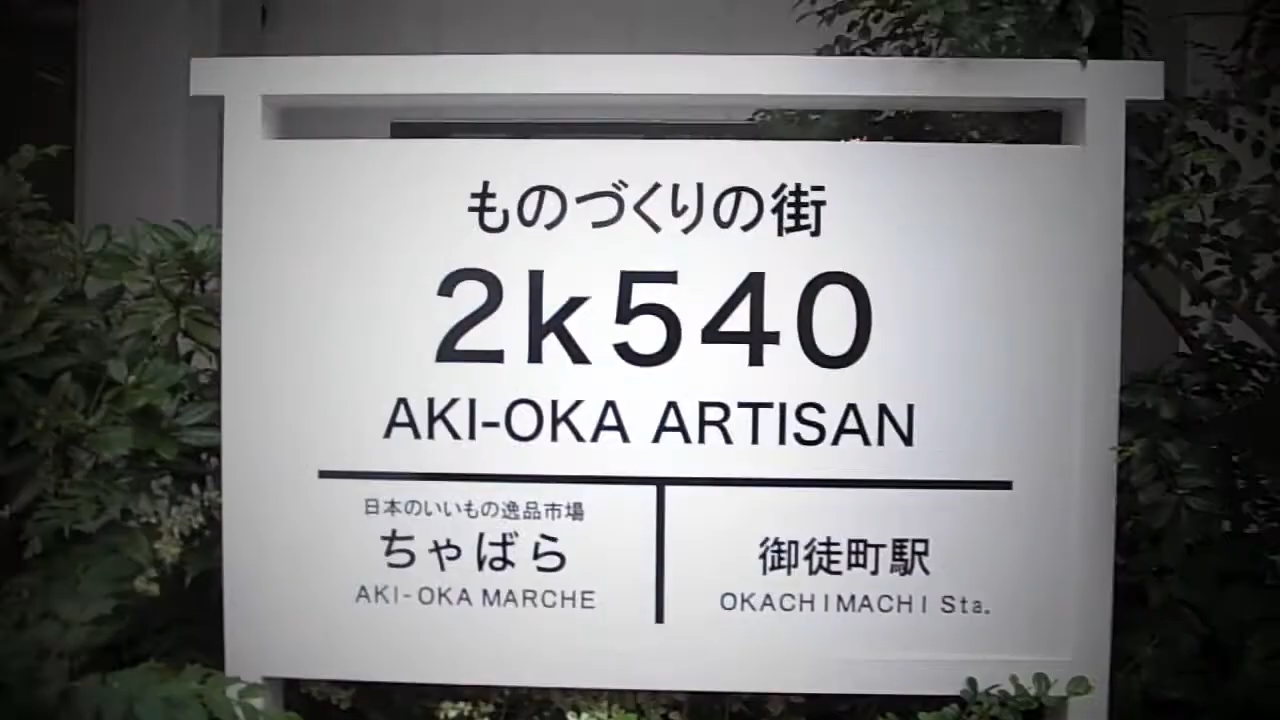 ものづくりの街
2k540
AKI-OKA ARTISAN
日本のいいもの逸品市場
ちゃばら
AKI-OKA MARCHE
御徒町駅
OKACHIMACHI Sta.